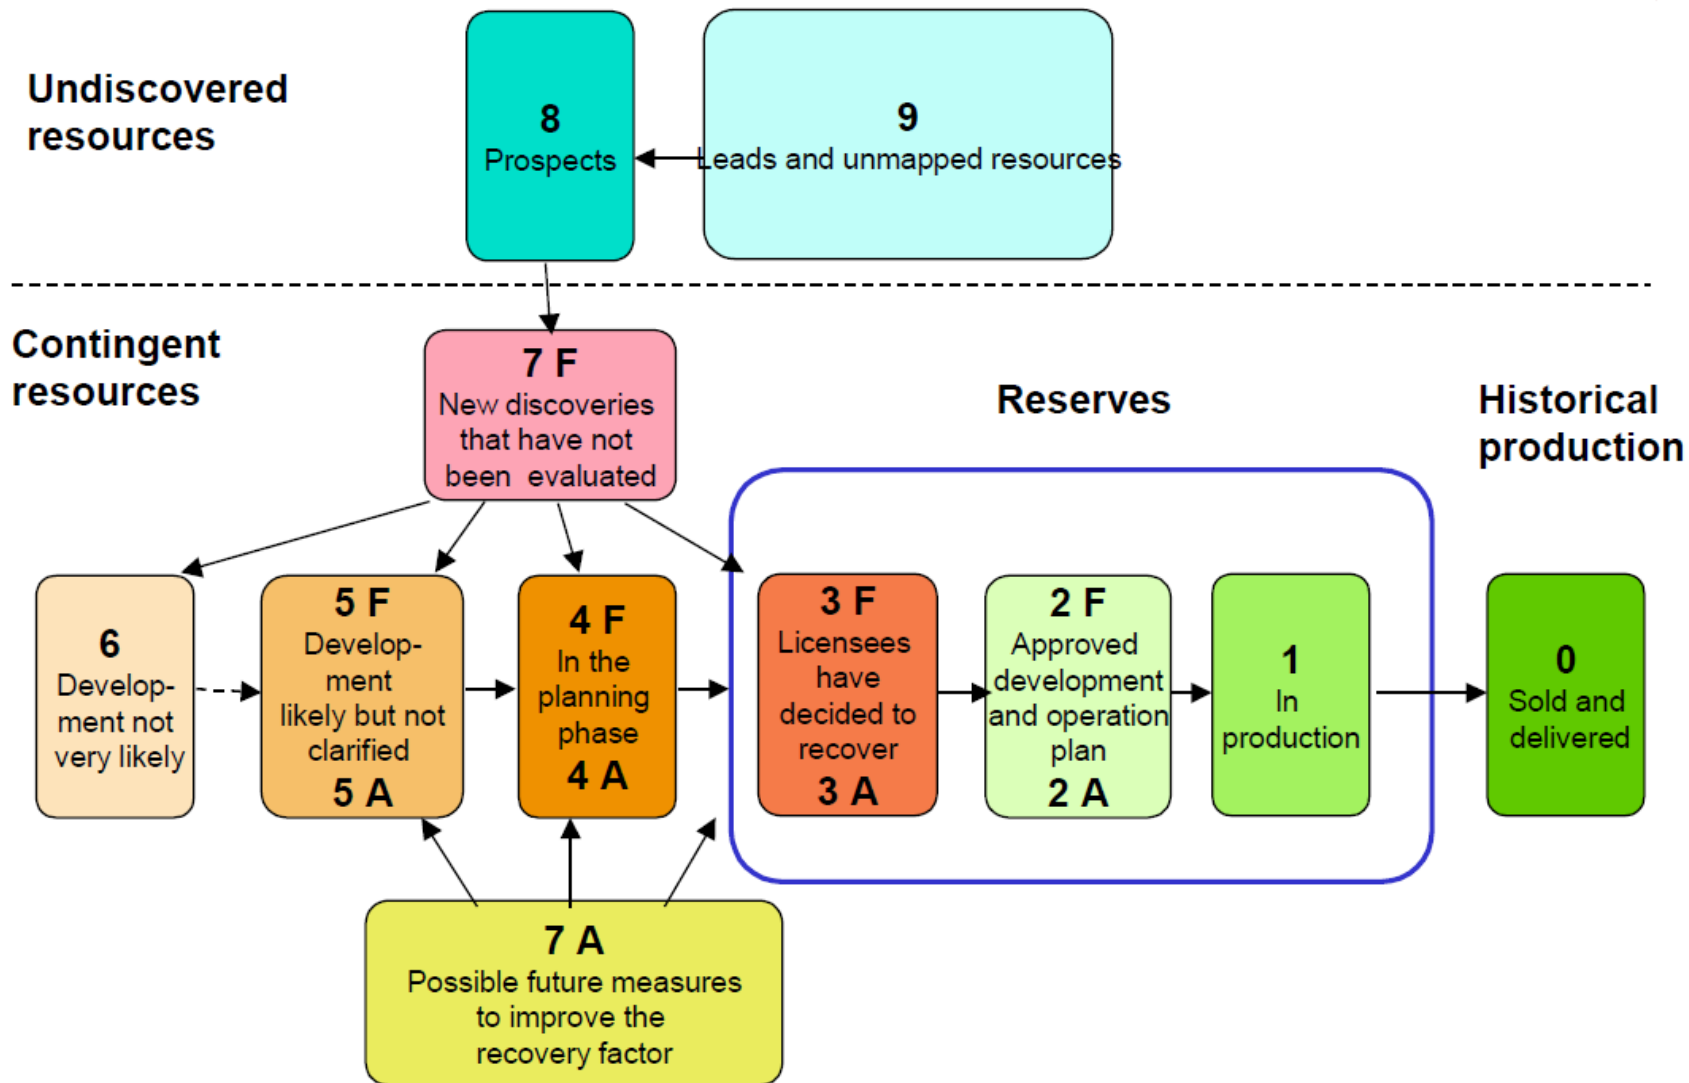 Undiscovered
resources
8
Prospects
9
Leads and unmapped resources
Contingent
resources
7 F
New discoveries
that have not
been evaluated
Reserves
Historical
production
6
Develop-
ment not
very likely
5 F
Develop-
ment
likely but not
clarified
5 A
4 F
In the
planning
phase
4 A
3 F
Licensees
have
decided to
recover
3 A
2 F
Approved
development
and operation
plan
2 A
1
In
production
0
Sold and
delivered
7 A
Possible future measures
to improve the
recovery factor